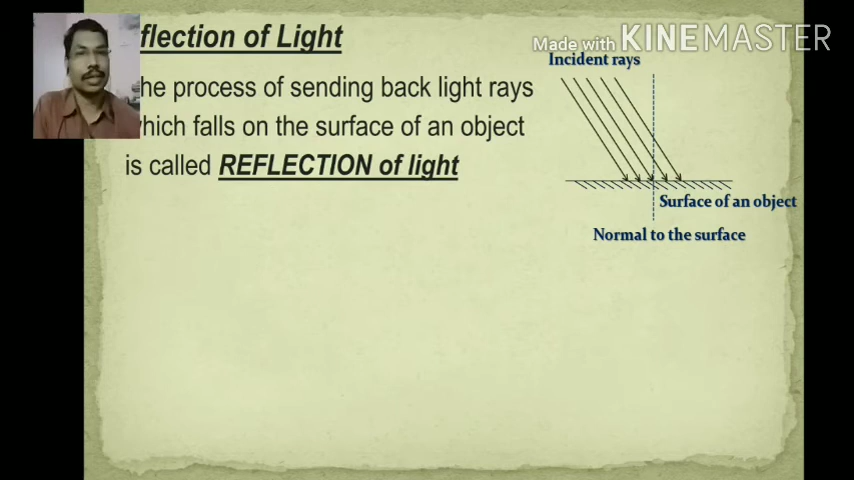 flection of Light
Made with KINEMASTER
Incident rays
he process of sending back light rays
which falls on the surface of an object
is called REFLECTION of light
Surface of an object
Normal to the surface